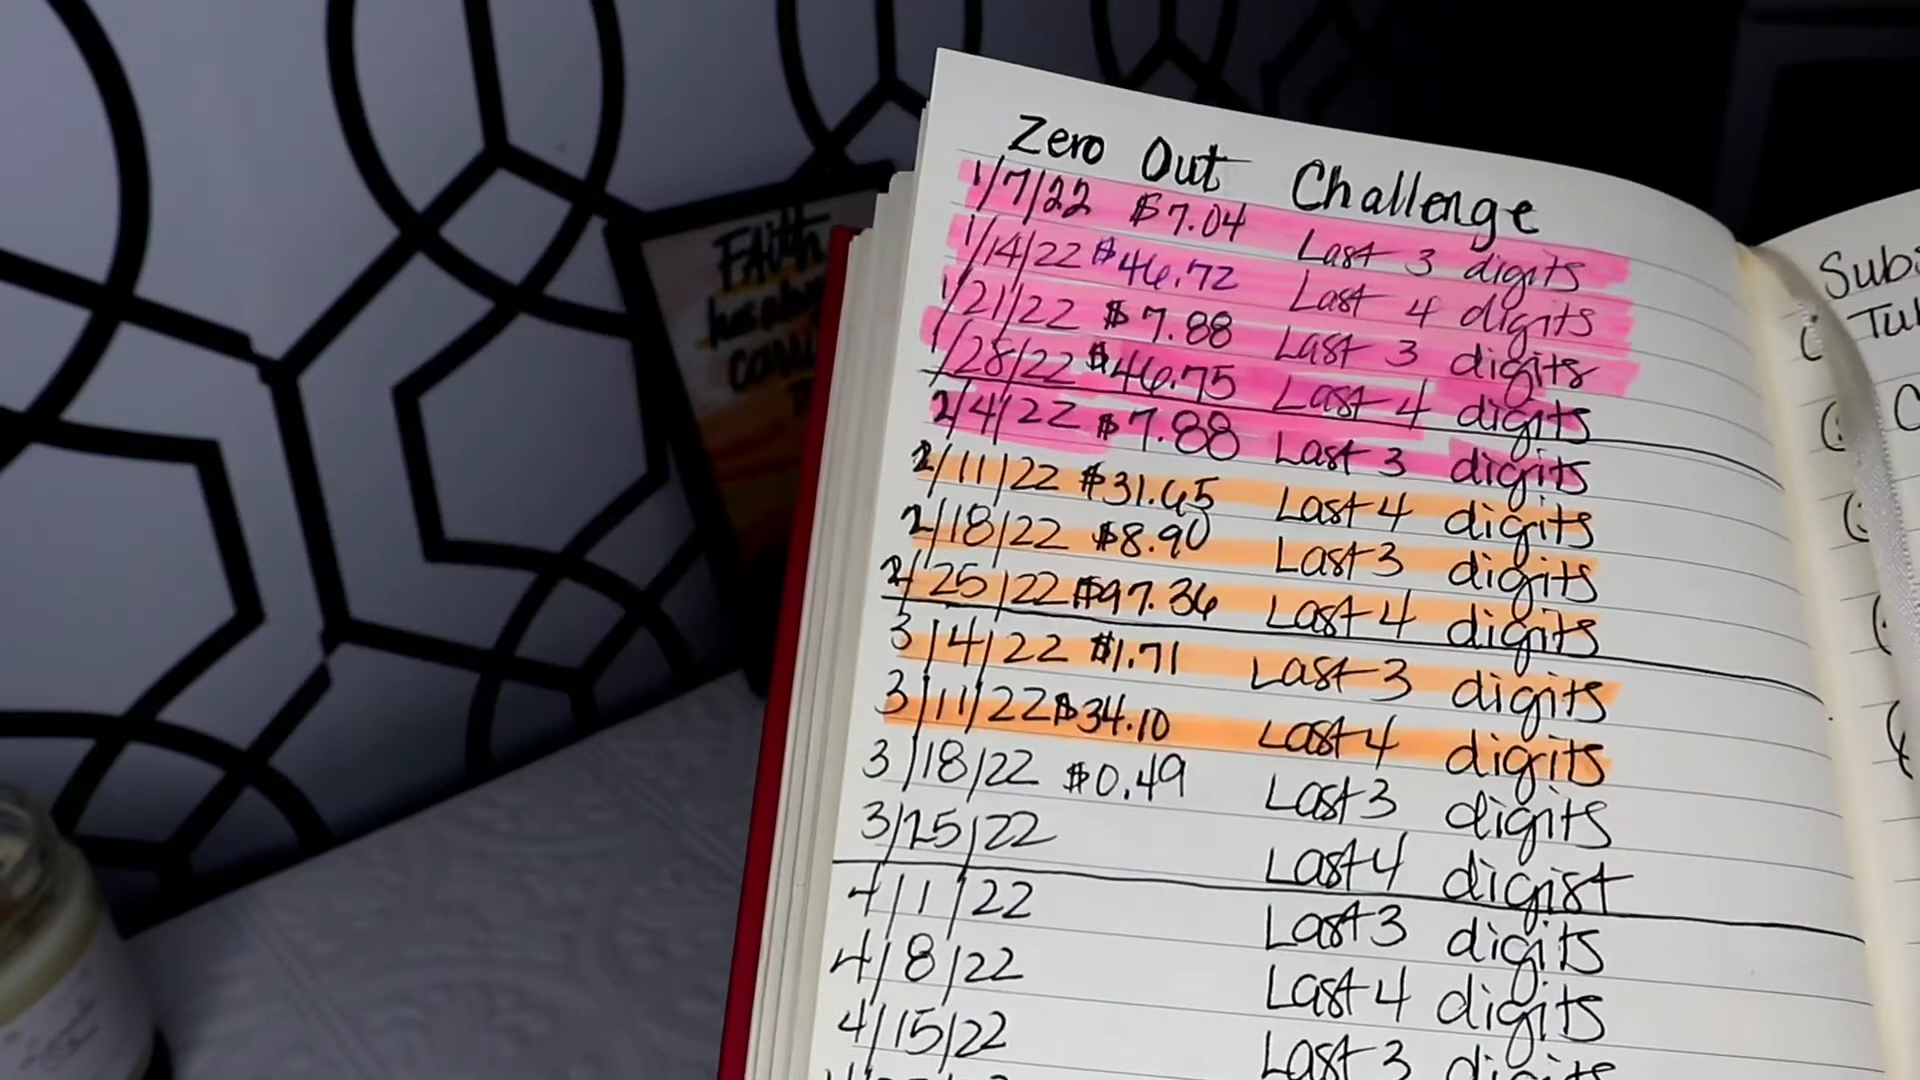 Zero Out Challenge
1/7/22 $7.04 Last 3 digits
1/14/22 $46.72 Last 4 digits
1/21/22 $7.88 Last 3 digits
1/28/22 $46.75 Last 4 digits
2/4/22 $7.88 Last 3 digits
2/11/22 $31.65 Last 4 digits
2/18/22 $8.90 Last 3 digits
2/25/22 $97.36 Last 4 digits
3/4/22 $1.71 Last 3 digits
3/11/22 $34.10 Last 4 digits
3/18/22 $0.49 Last 3 digits
3/25/22 Last 4 digist
4/1/22 Last 3 digits
4/8/22 Last 4 digits
4/15/22 Last 3 digits
FAith